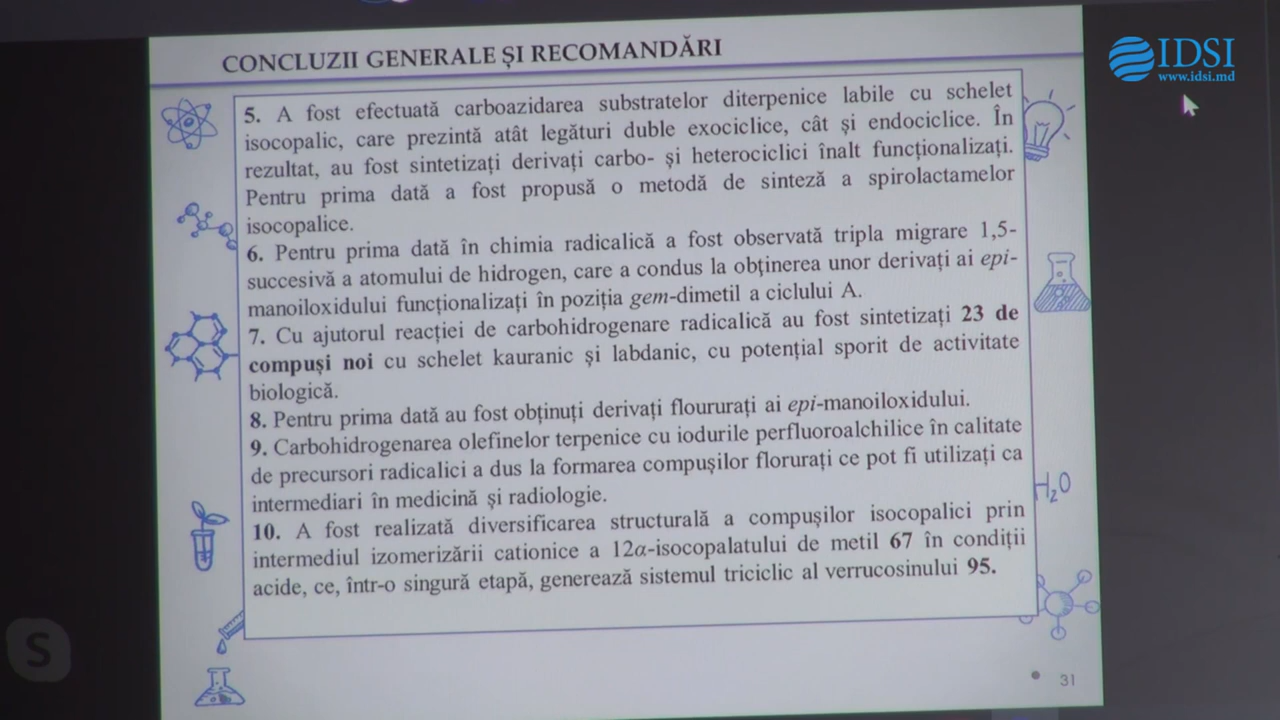 CONCLUZII GENERALE ȘI RECOMANDĂRI
IDSI
www.idsi.md
5. A fost efectuată carboazidarea substratelor diterpenice labile cu schelet
isocopalic, care prezintă atât legături duble exociclice, cât și endociclice. În
rezultat, au fost sintetizați derivați carbo- și heterociclici înalt funcționalizați.
Pentru prima dată a fost propusă o metodă de sinteză a spirolactamelor
isocopalice.
6. Pentru prima dată în chimia radicalică a fost observată tripla migrare 1,5-
succesivă a atomului de hidrogen, care a condus la obținerea unor derivați ai epi-
manoiloxidului funcționalizați în poziția gem-dimetil a ciclului A.
7. Cu ajutorul reacției de carbohidrogenare radicalică au fost sintetizați 23 de
compuși noi cu schelet kauranic și labdanic, cu potențial sporit de activitate
biologică.
8. Pentru prima dată au fost obținuți derivați floururați ai epi-manoiloxidului.
9. Carbohidrogenarea olefinelor terpenice cu iodurile perfluoroalchilice în calitate
de precursori radicalici a dus la formarea compușilor florurați ce pot fi utilizați ca
intermediari în medicină și radiologie.
10. A fost realizată diversificarea structurală a compușilor isocopalici prin
intermediul izomerizării cationice a 12α-isocopalatului de metil 67 în condiții
acide, ce, într-o singură etapă, generează sistemul triciclic al verrucosinului 95.
H2O
S
31